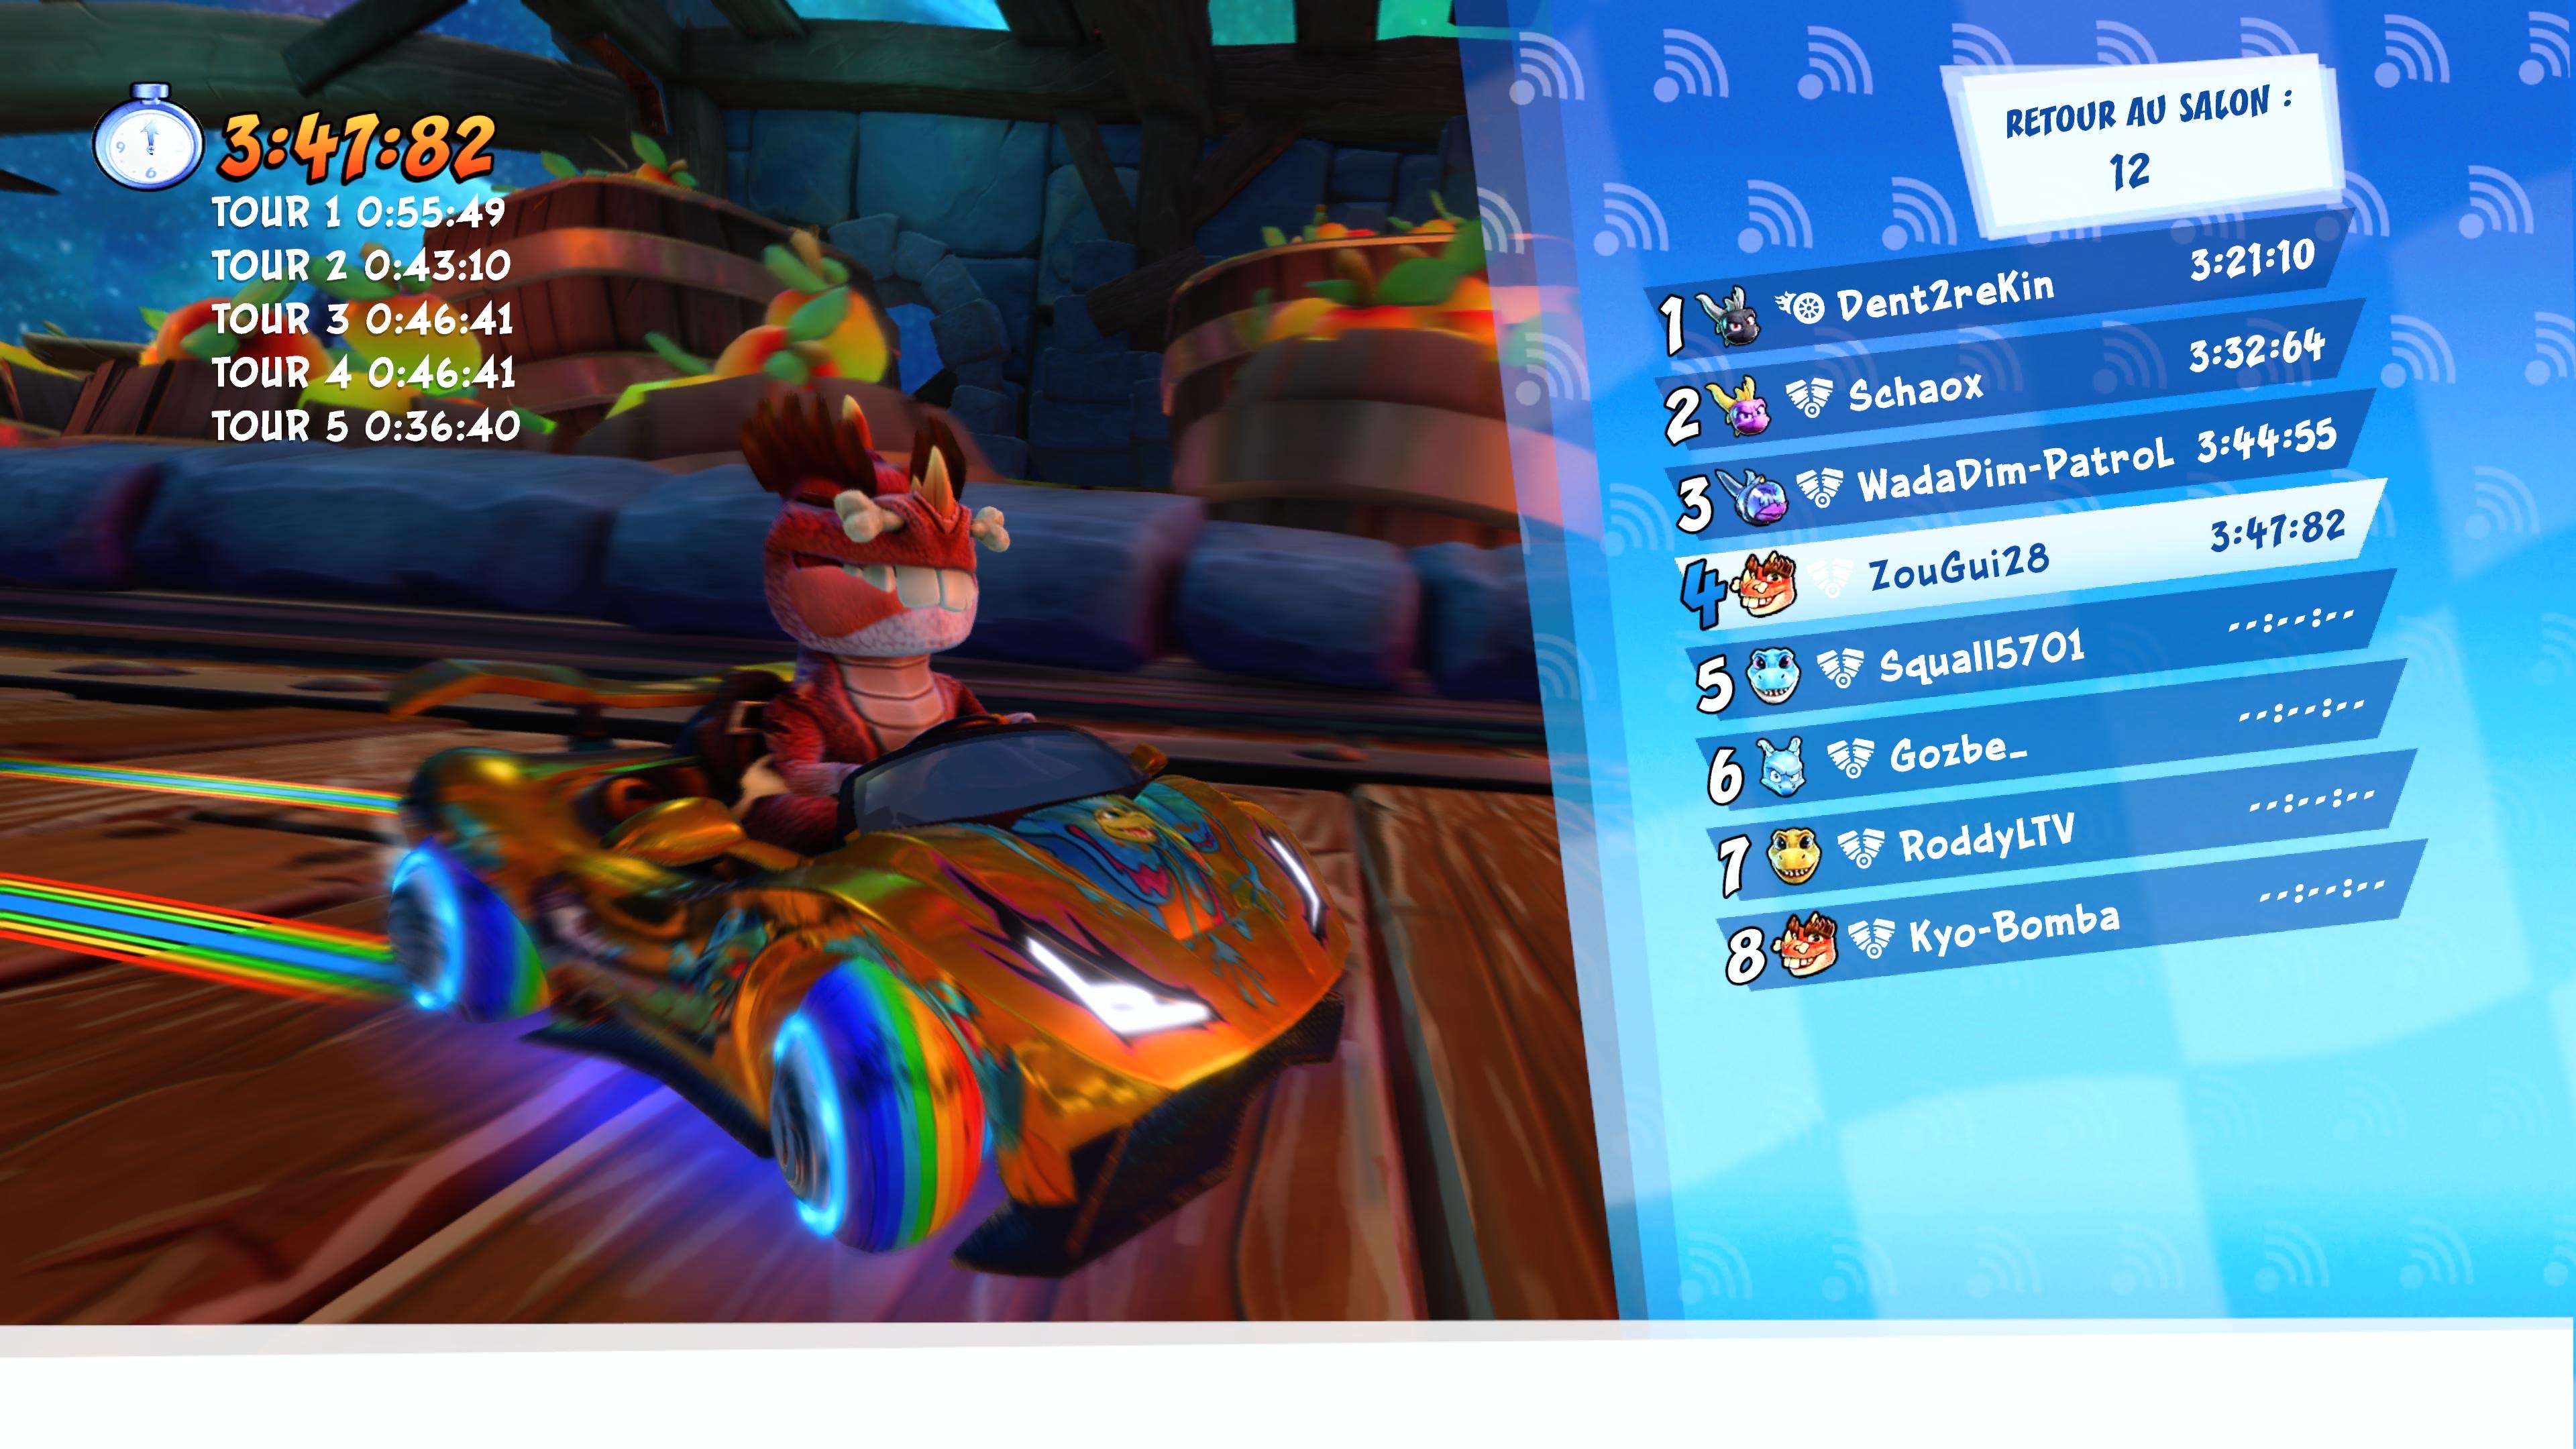 3:47:82
TOUR 1 0:55:49
TOUR 2 0:43:10
TOUR 3 0:46:41
TOUR 4 0:46:41
TOUR 5 0:36:40
RETOUR AU SALON :
12
1 Dent2reKin 3:21:10
2 Schaox 3:32:64
3 WadaDim-PatroL 3:44:55
4 ZouGui28 3:47:82
5 Squall5701 --:--:--
6 Gozbe_ --:--:--
7 RoddyLTV --:--:--
8 Kyo-Bomba --:--:--